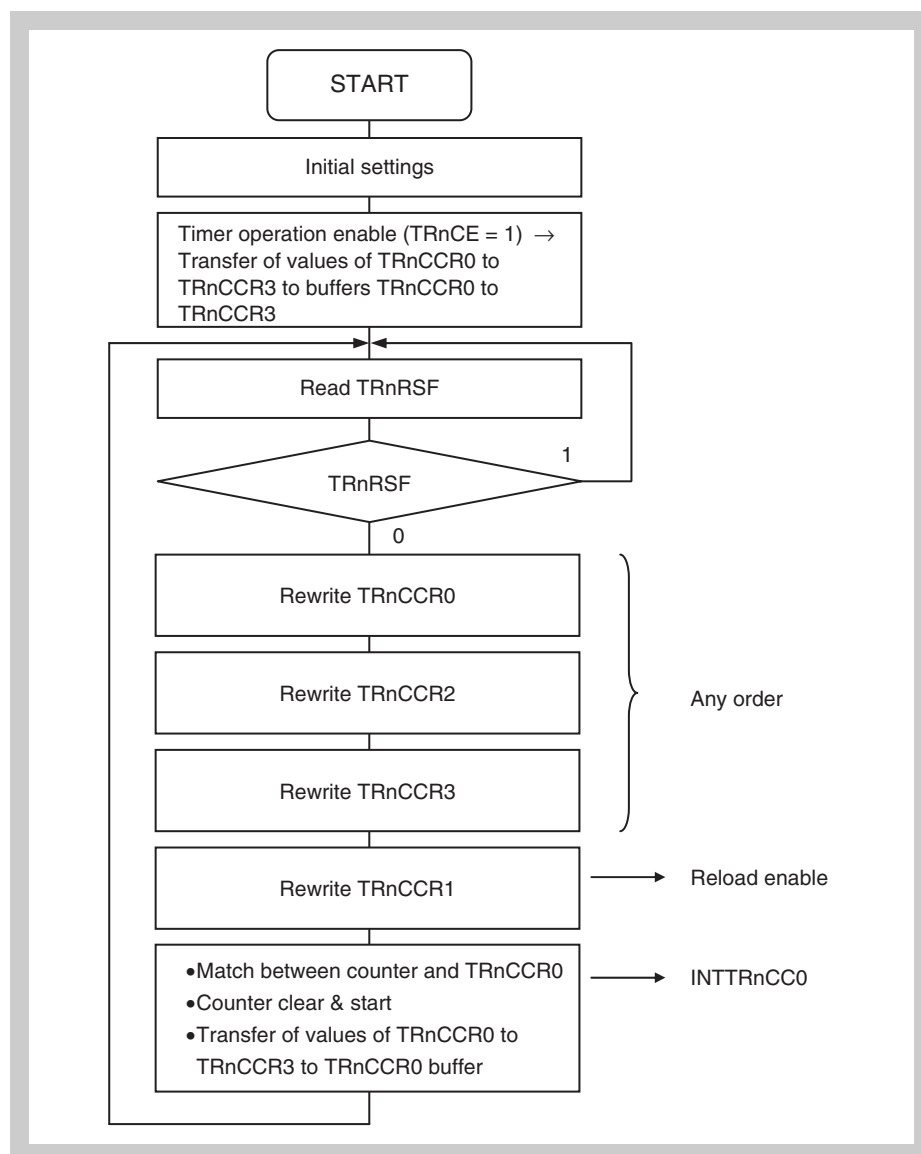 START
Initial settings
Timer operation enable (TRnCE = 1) →
Transfer of values of TRnCCR0 to
TRnCCR3 to buffers TRnCCR0 to
TRnCCR3
Read TRnRSF
TRnRSF
1
0
Rewrite TRnCCR0
Rewrite TRnCCR2
Any order
Rewrite TRnCCR3
Rewrite TRnCCR1
Reload enable
•Match between counter and TRnCCR0
INTTRnCC0
•Counter clear & start
•Transfer of values of TRnCCR0 to
TRnCCR3 to TRnCCR0 buffer